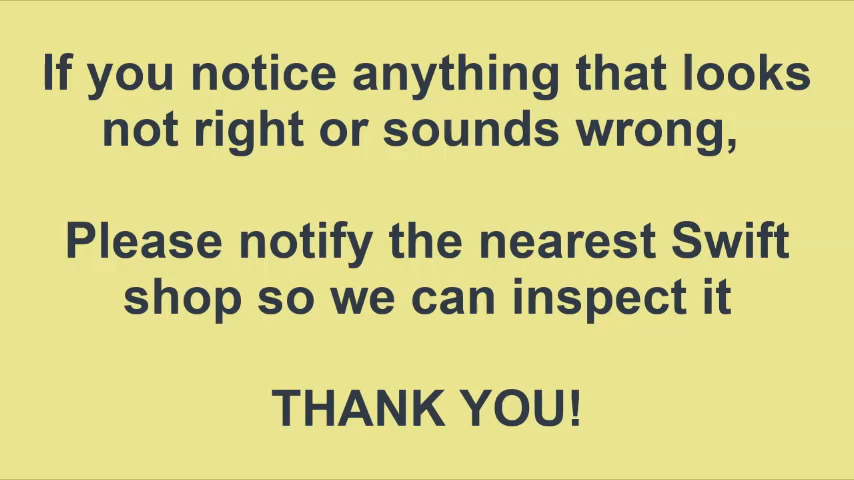 If you notice anything that looks
not right or sounds wrong,
Please notify the nearest Swift
shop so we can inspect it
THANK YOU!